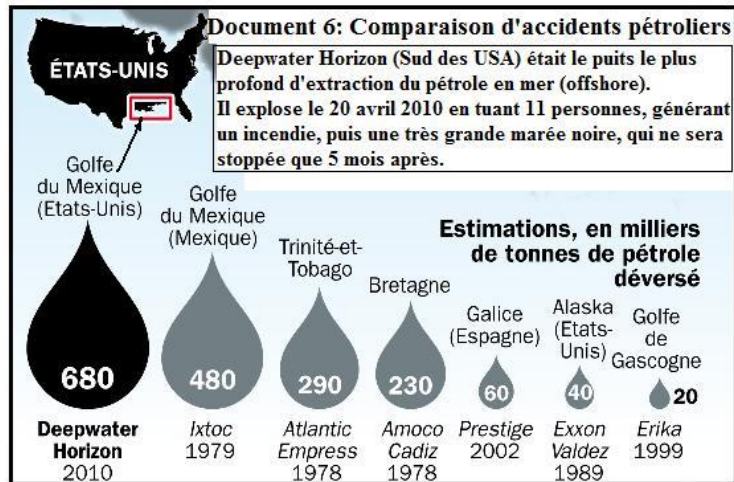 Document 6: Comparaison d'accidents pétroliers
ÉTATS-UNIS
Deepwater Horizon (Sud des USA) était le puits le plus
profond d'extraction du pétrole en mer (offshore).
Il explose le 20 avril 2010 en tuant 11 personnes, générant
un incendie, puis une très grande marée noire, qui ne sera
stoppée que 5 mois après.
Estimations, en milliers
de tonnes de pétrole
déversé
Golfe
du Mexique
(Etats-Unis)
680
Deepwater
Horizon
2010
Golfe
du Mexique
(Mexique)
480
Ixtoc
1979
Trinité-et-
Tobago
290
Atlantic
Empress
1978
Bretagne
230
Amoco
Cadiz
1978
Galice
(Espagne)
60
Prestige
2002
Alaska
(Etats-
Unis)
40
Exxon
Valdez
1989
Golfe
de
Gascogne
20
Erika
1999